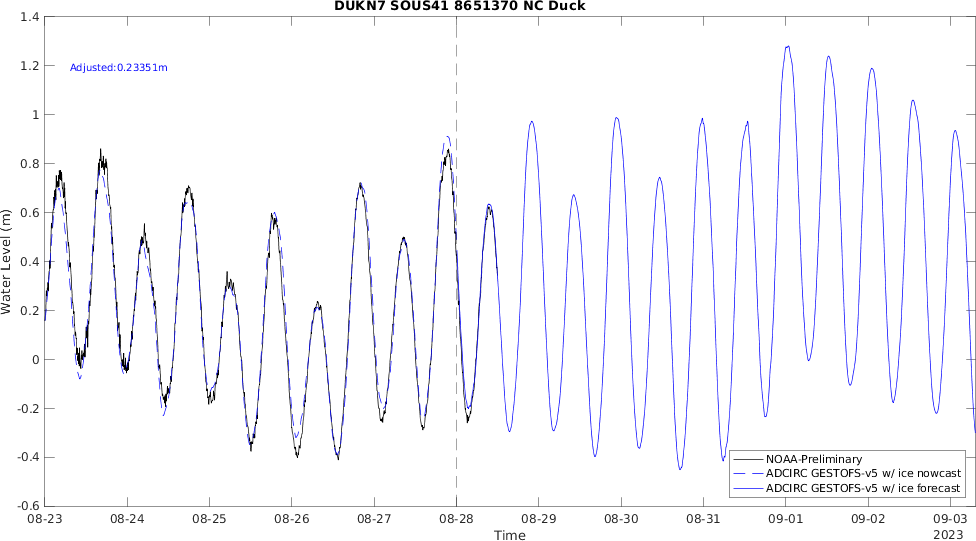 DUKN7 SOUS41 8651370 NC Duck
1.4
1.2
1
0.8
0.6
0.4
0.2
0
-0.2
-0.4
-0.6
Water Level (m)
Adjusted:0.23351m
NOAA-Preliminary
ADCIRC GESTOFS-v5 w/ ice nowcast
ADCIRC GESTOFS-v5 w/ ice forecast
08-23 08-24 08-25 08-26 08-27 08-28 08-29 08-30 08-31 09-01 09-02 09-03
Time
2023